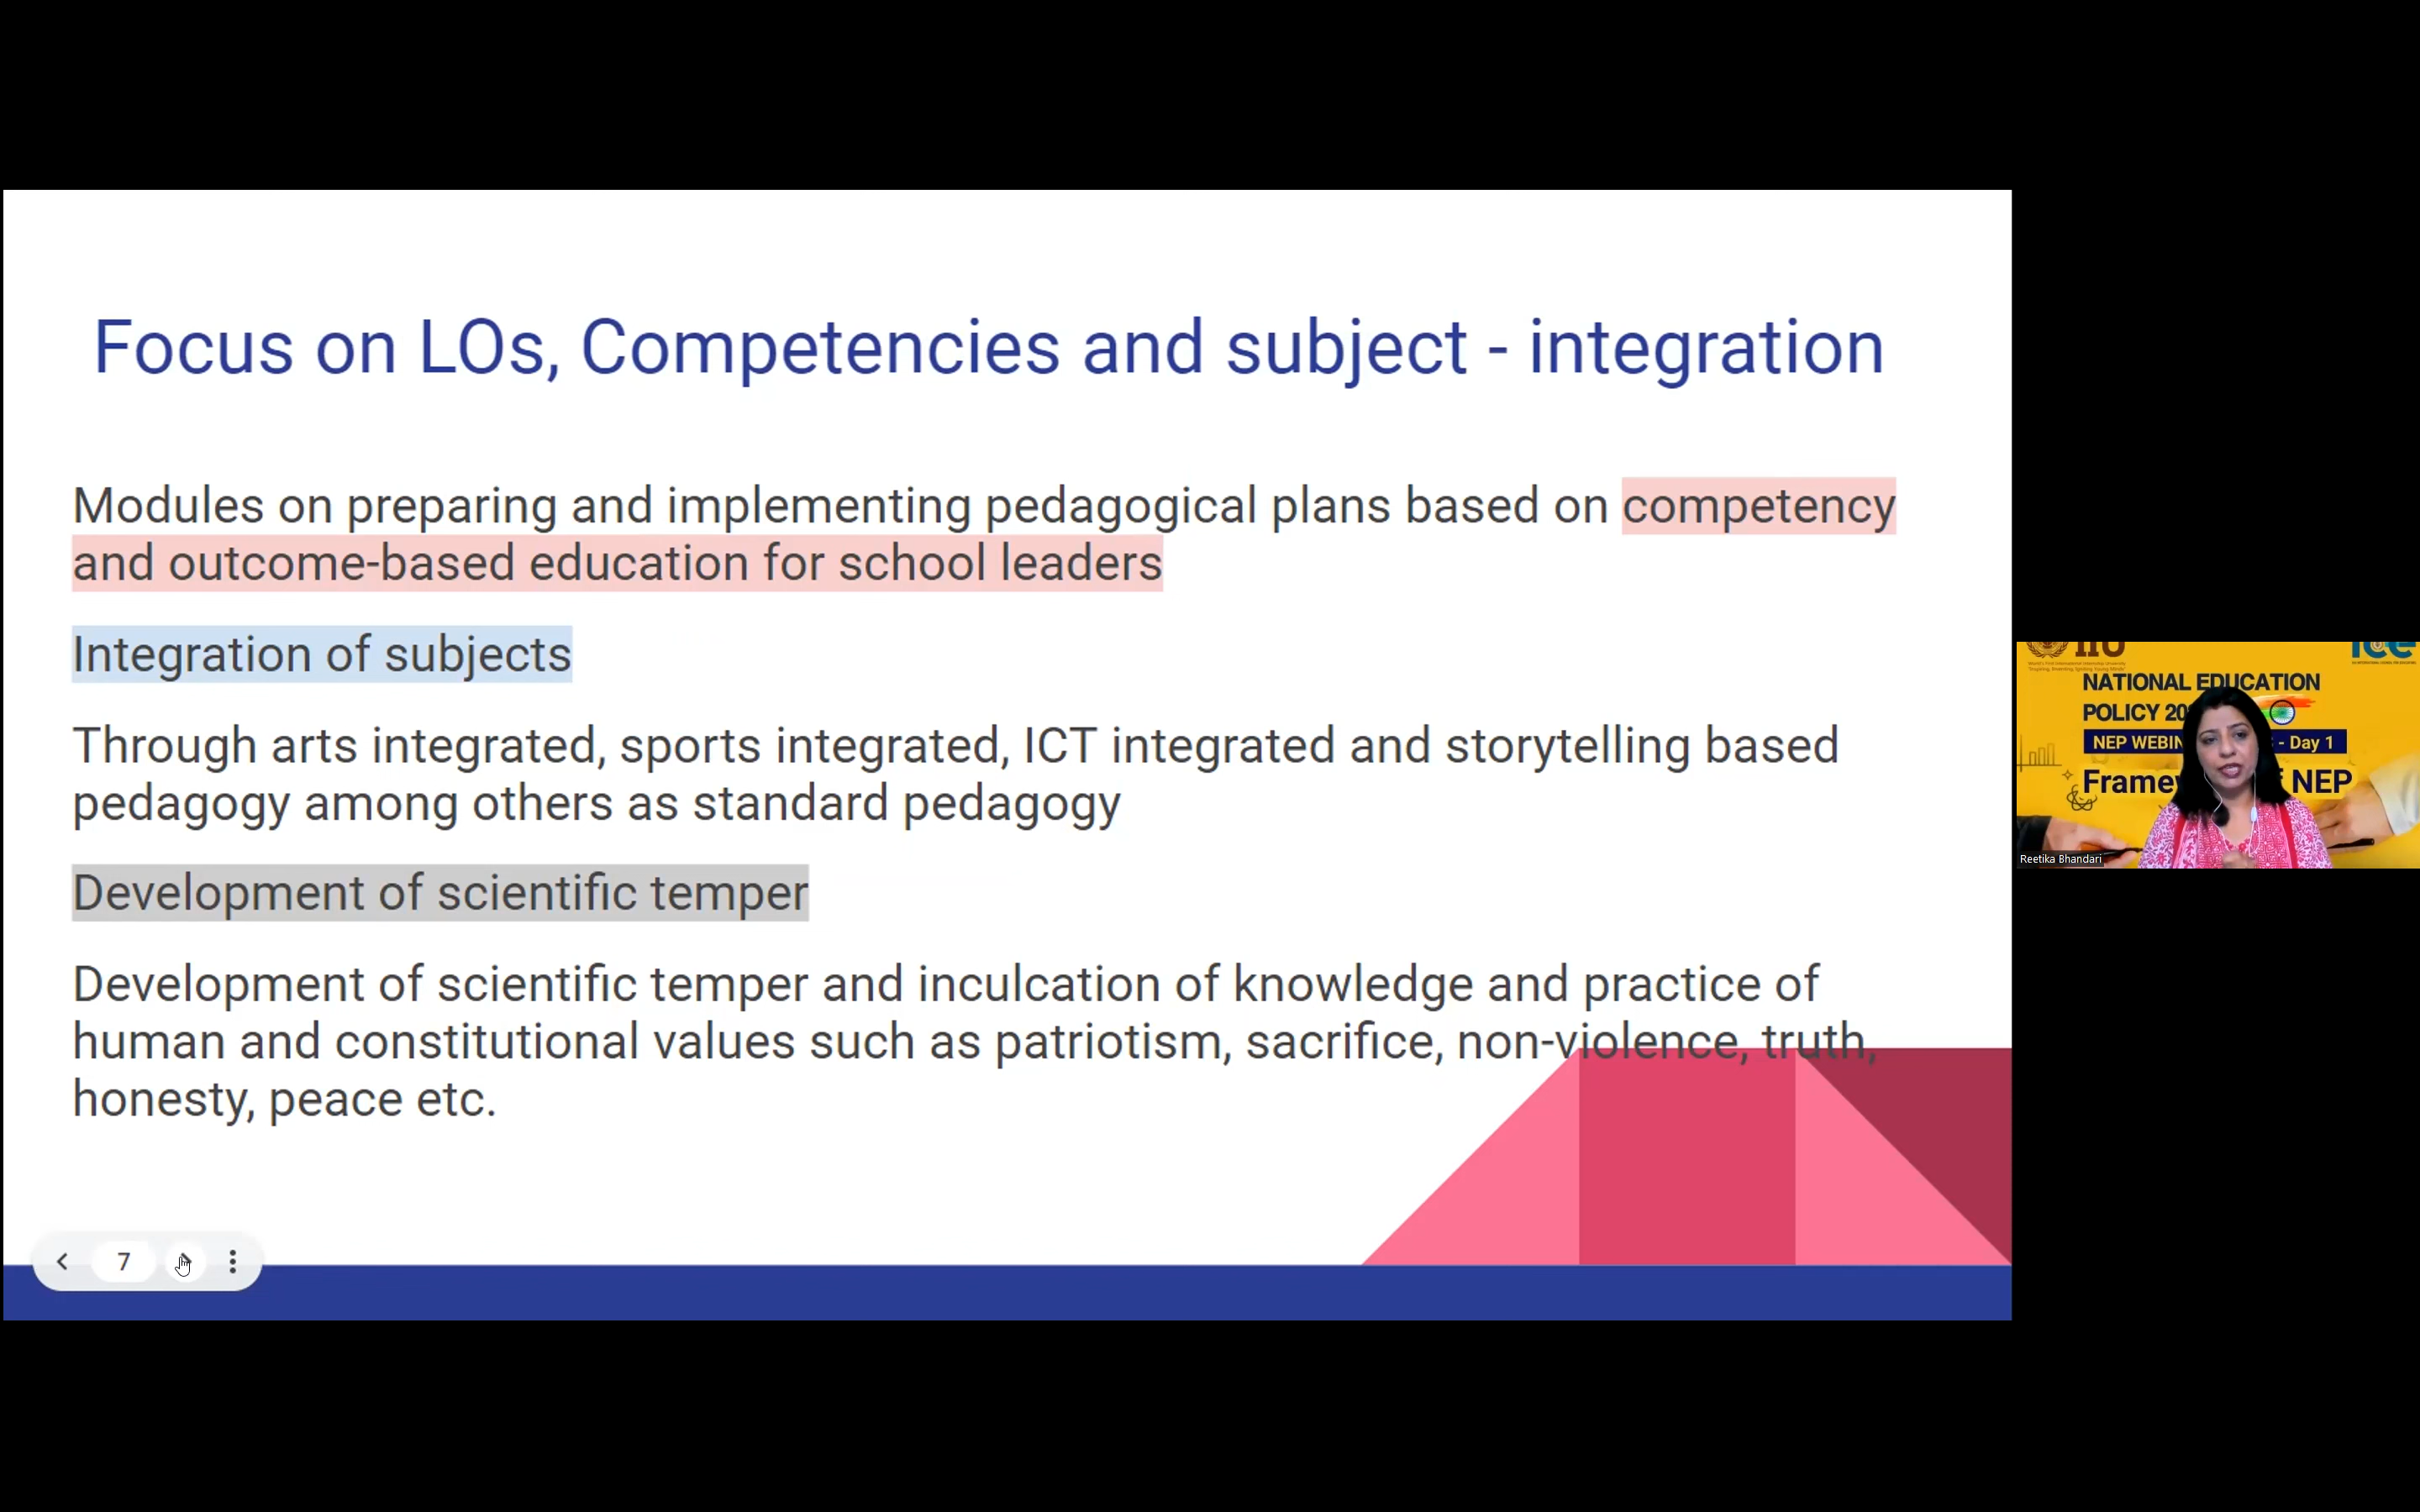 Focus on LOs, Competencies and subject - integration
Modules on preparing and implementing pedagogical plans based on competency
and outcome-based education for school leaders
Integration of subjects
Through arts integrated, sports integrated, ICT integrated and storytelling based
pedagogy among others as standard pedagogy
Development of scientific temper
Development of scientific temper and inculcation of knowledge and practice of
human and constitutional values such as patriotism, sacrifice, non-violence, truth,
honesty, peace etc.
7
IIU
ice
NATIONAL EDUCATION
POLICY 20
NEP WEBIN - Day 1
Frame NEP
Reetika Bhandari